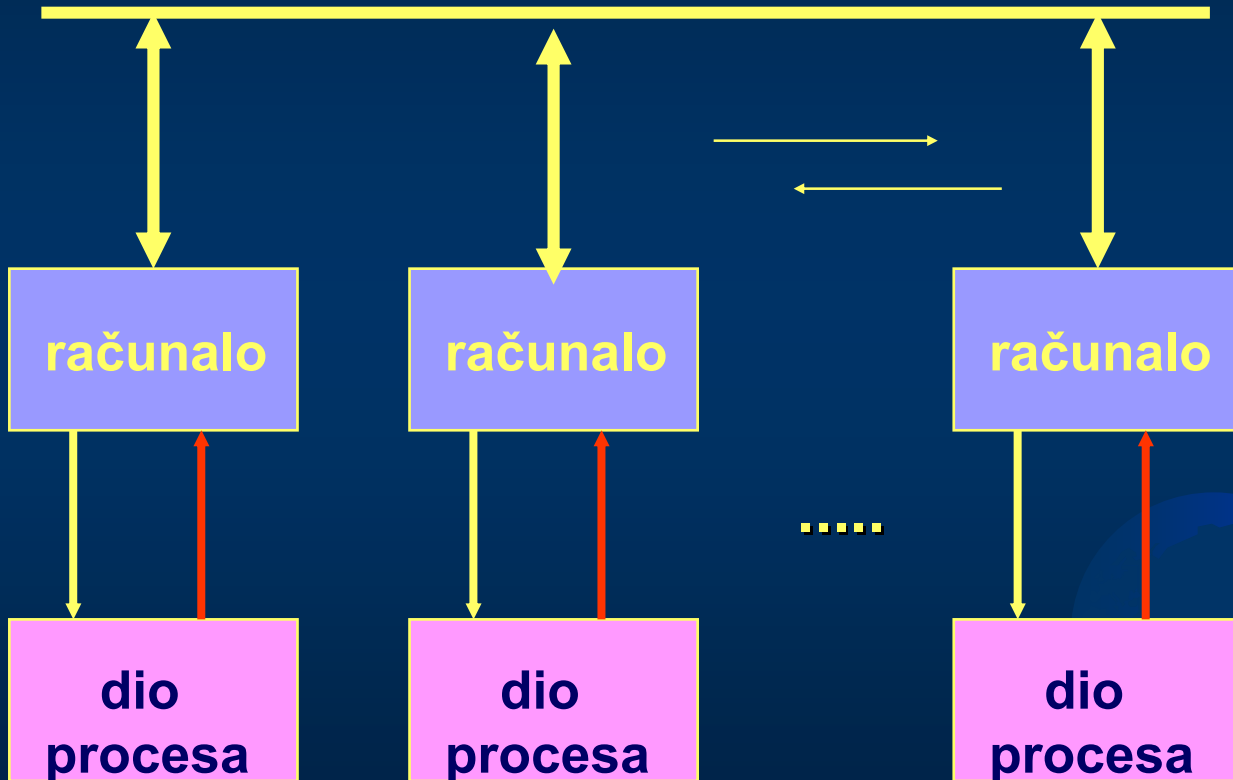 računalo
računalo
računalo
.....
dio
procesa
dio
procesa
dio
procesa